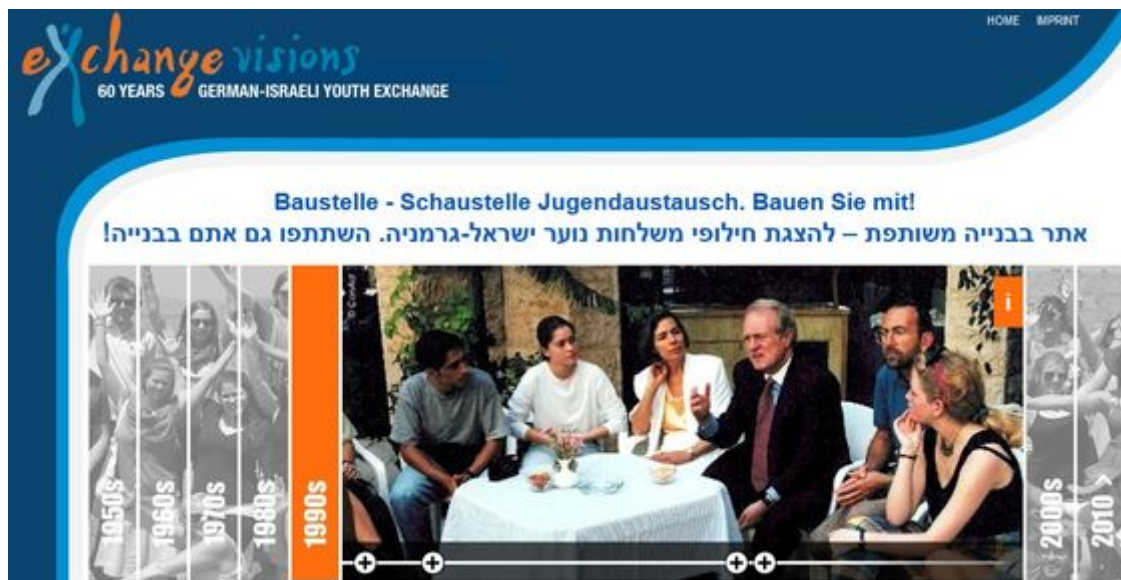 HOME IMPRINT
eXchange visions
60 YEARS GERMAN-ISRAELI YOUTH EXCHANGE
Baustelle - Schaustelle Jugendaustausch. Bauen Sie mit!
אתר בבנייה משותפת – להצגת חילופי משלחות נוער ישראל-גרמניה. השתתפו גם אתם בבנייה!
© ConAct
i
1950s
1960s
1970s
1980s
1990s
2000s
2010 >